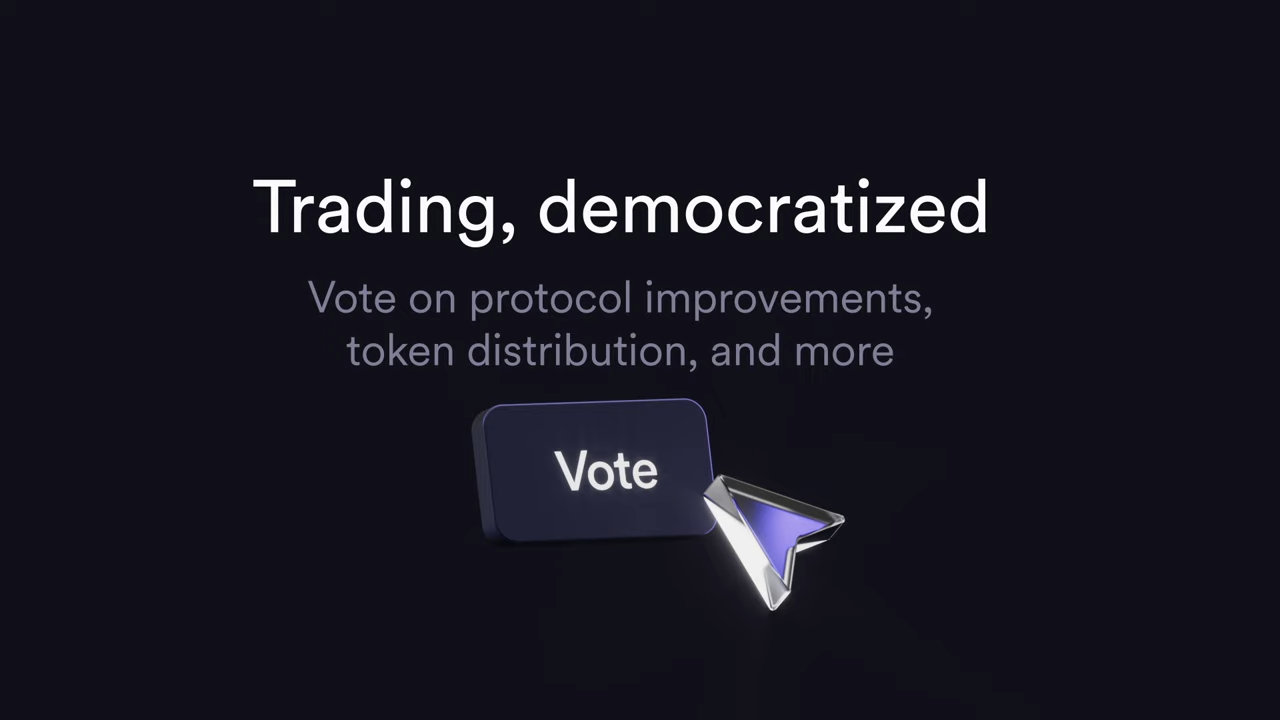 Trading, democratized
Vote on protocol improvements,
token distribution, and more
Vote